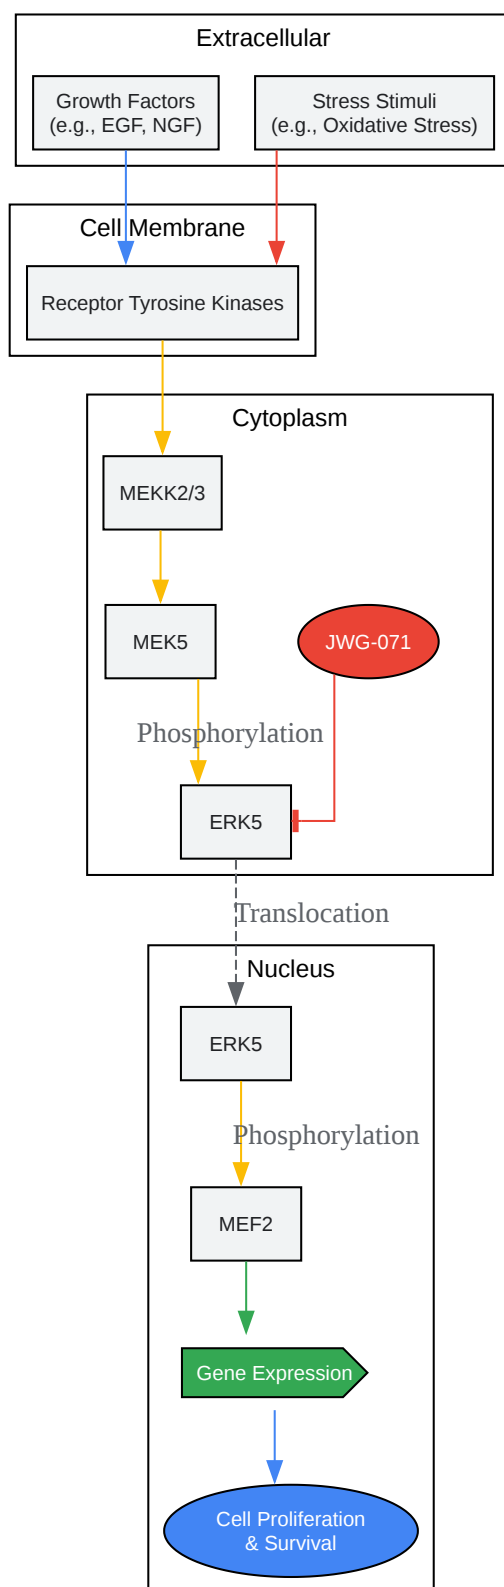 Extracellular
Growth Factors
(e.g., EGF, NGF)
Stress Stimuli
(e.g., Oxidative Stress)
Cell Membrane
Receptor Tyrosine Kinases
Cytoplasm
MEKK2/3
MEK5
JWG-071
Phosphorylation
ERK5
Translocation
Nucleus
ERK5
Phosphorylation
MEF2
Gene Expression
Cell Proliferation
& Survival